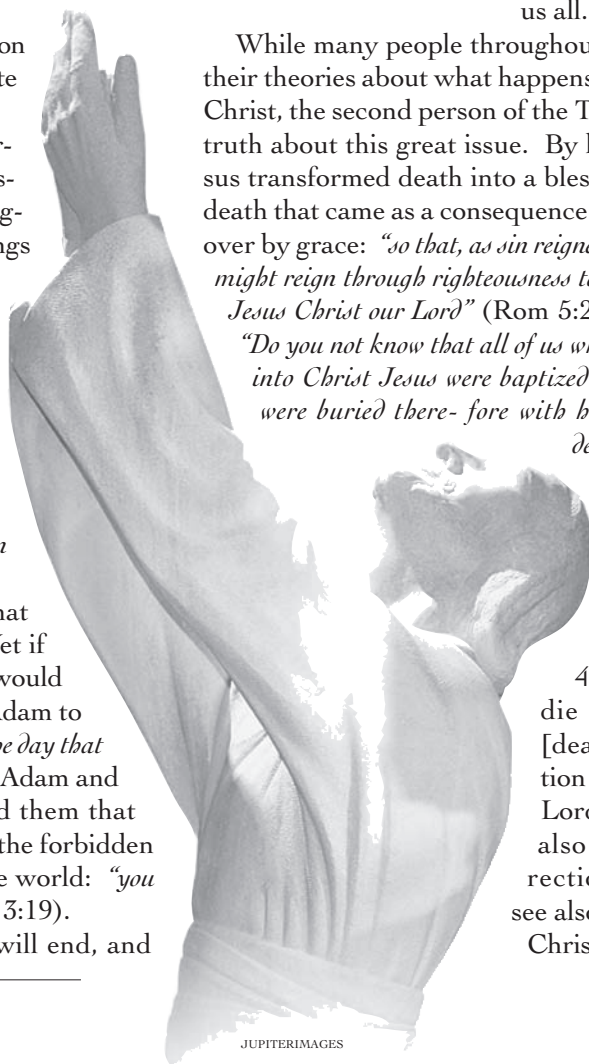 on
te
r-
s-
g-
ngs
n
hat
et if
would
dam to
e day that
Adam and
d them that
the forbidden
e world: “you
3:19).
will end, and
us all.
While many people throughou
their theories about what happens
Christ, the second person of the T
truth about this great issue. By
sus transformed death into a bles
death that came as a consequence
over by grace: “so that, as sin reigne
might reign through righteousness t
Jesus Christ our Lord” (Rom 5:2
“Do you not know that all of us w
into Christ Jesus were baptized
were buried there- fore with h
de
4
die
[dea
tion
Lord
also
rectio
see also
Chris
JUPITERIMAGES